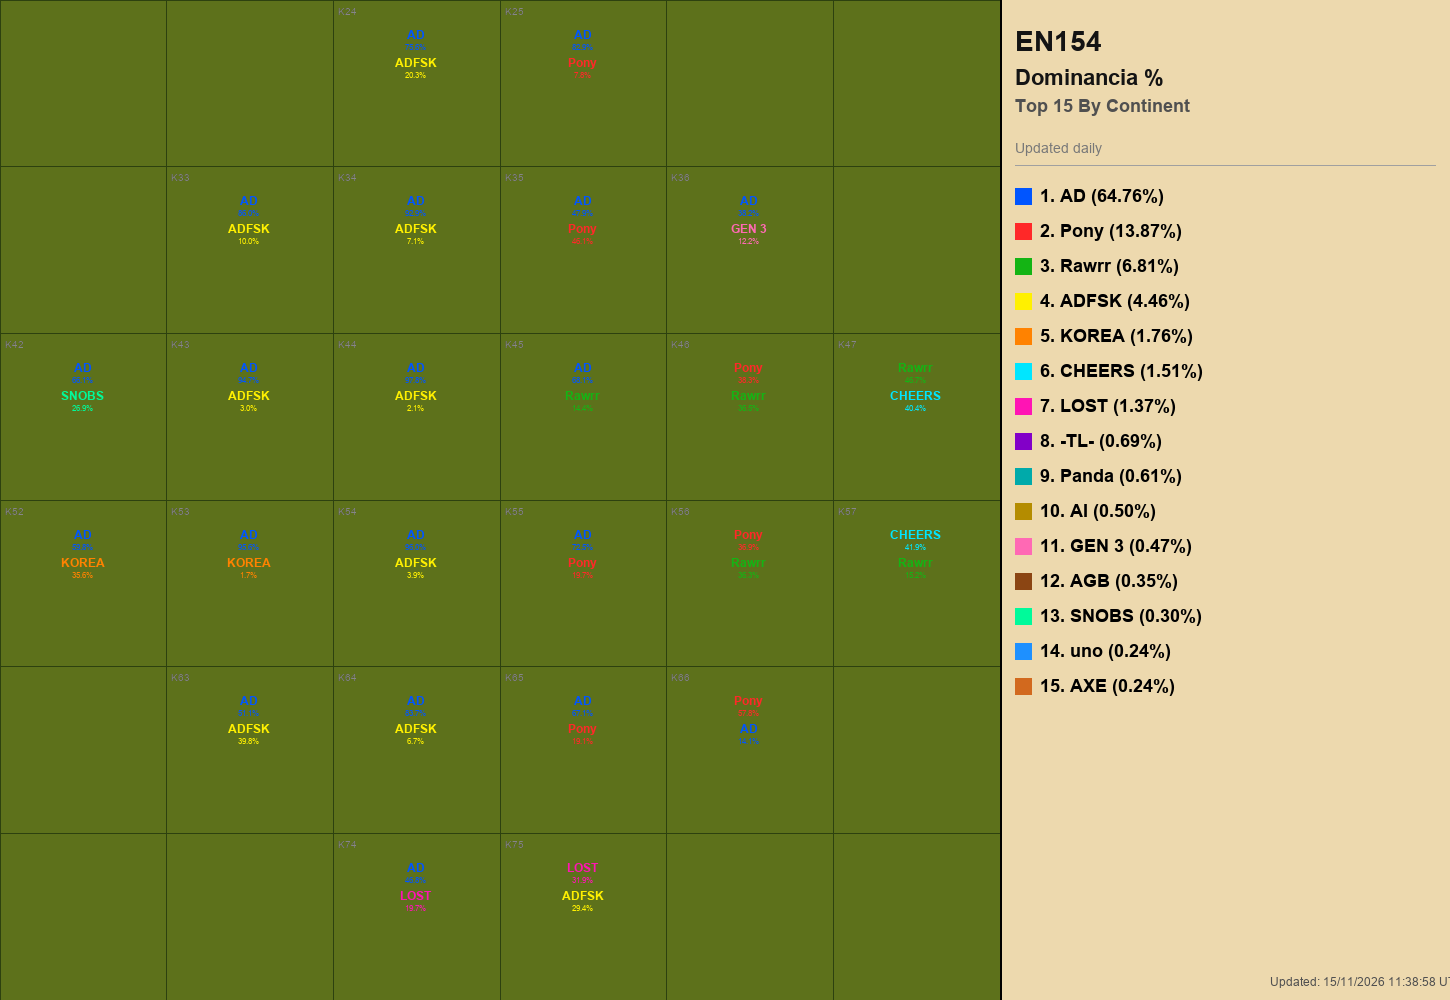 K24
AD
ADFSK
20.3%
K25
AD
Pony
K33
AD
ADFSK
10.0%
K34
AD
ADFSK
7.1%
K35
AD
Pony
K36
AD
GEN 3
12.2%
K42
AD
SNOBS
26.9%
K43
AD
ADFSK
3.0%
K44
AD
ADFSK
2.1%
K45
AD
Rawrr
K46
Pony
Rawrr
K47
Rawrr
CHEERS
40.4%
K52
AD
KOREA
35.6%
K53
AD
KOREA
1.7%
K54
AD
ADFSK
3.9%
K55
AD
Pony
K56
Pony
Rawrr
K57
CHEERS
41.9%
Rawrr
K63
AD
ADFSK
39.8%
K64
AD
ADFSK
6.7%
K65
AD
Pony
K66
Pony
AD
K74
AD
LOST
K75
LOST
ADFSK
29.4%
EN154
Dominancia %
Top 15 By Continent
Updated daily
1. AD (64.76%)
2. Pony (13.87%)
3. Rawrr (6.81%)
4. ADFSK (4.46%)
5. KOREA (1.76%)
6. CHEERS (1.51%)
7. LOST (1.37%)
8. -TL- (0.69%)
9. Panda (0.61%)
10. AI (0.50%)
11. GEN 3 (0.47%)
12. AGB (0.35%)
13. SNOBS (0.30%)
14. uno (0.24%)
15. AXE (0.24%)
Updated: 15/11/2026 11:38:58